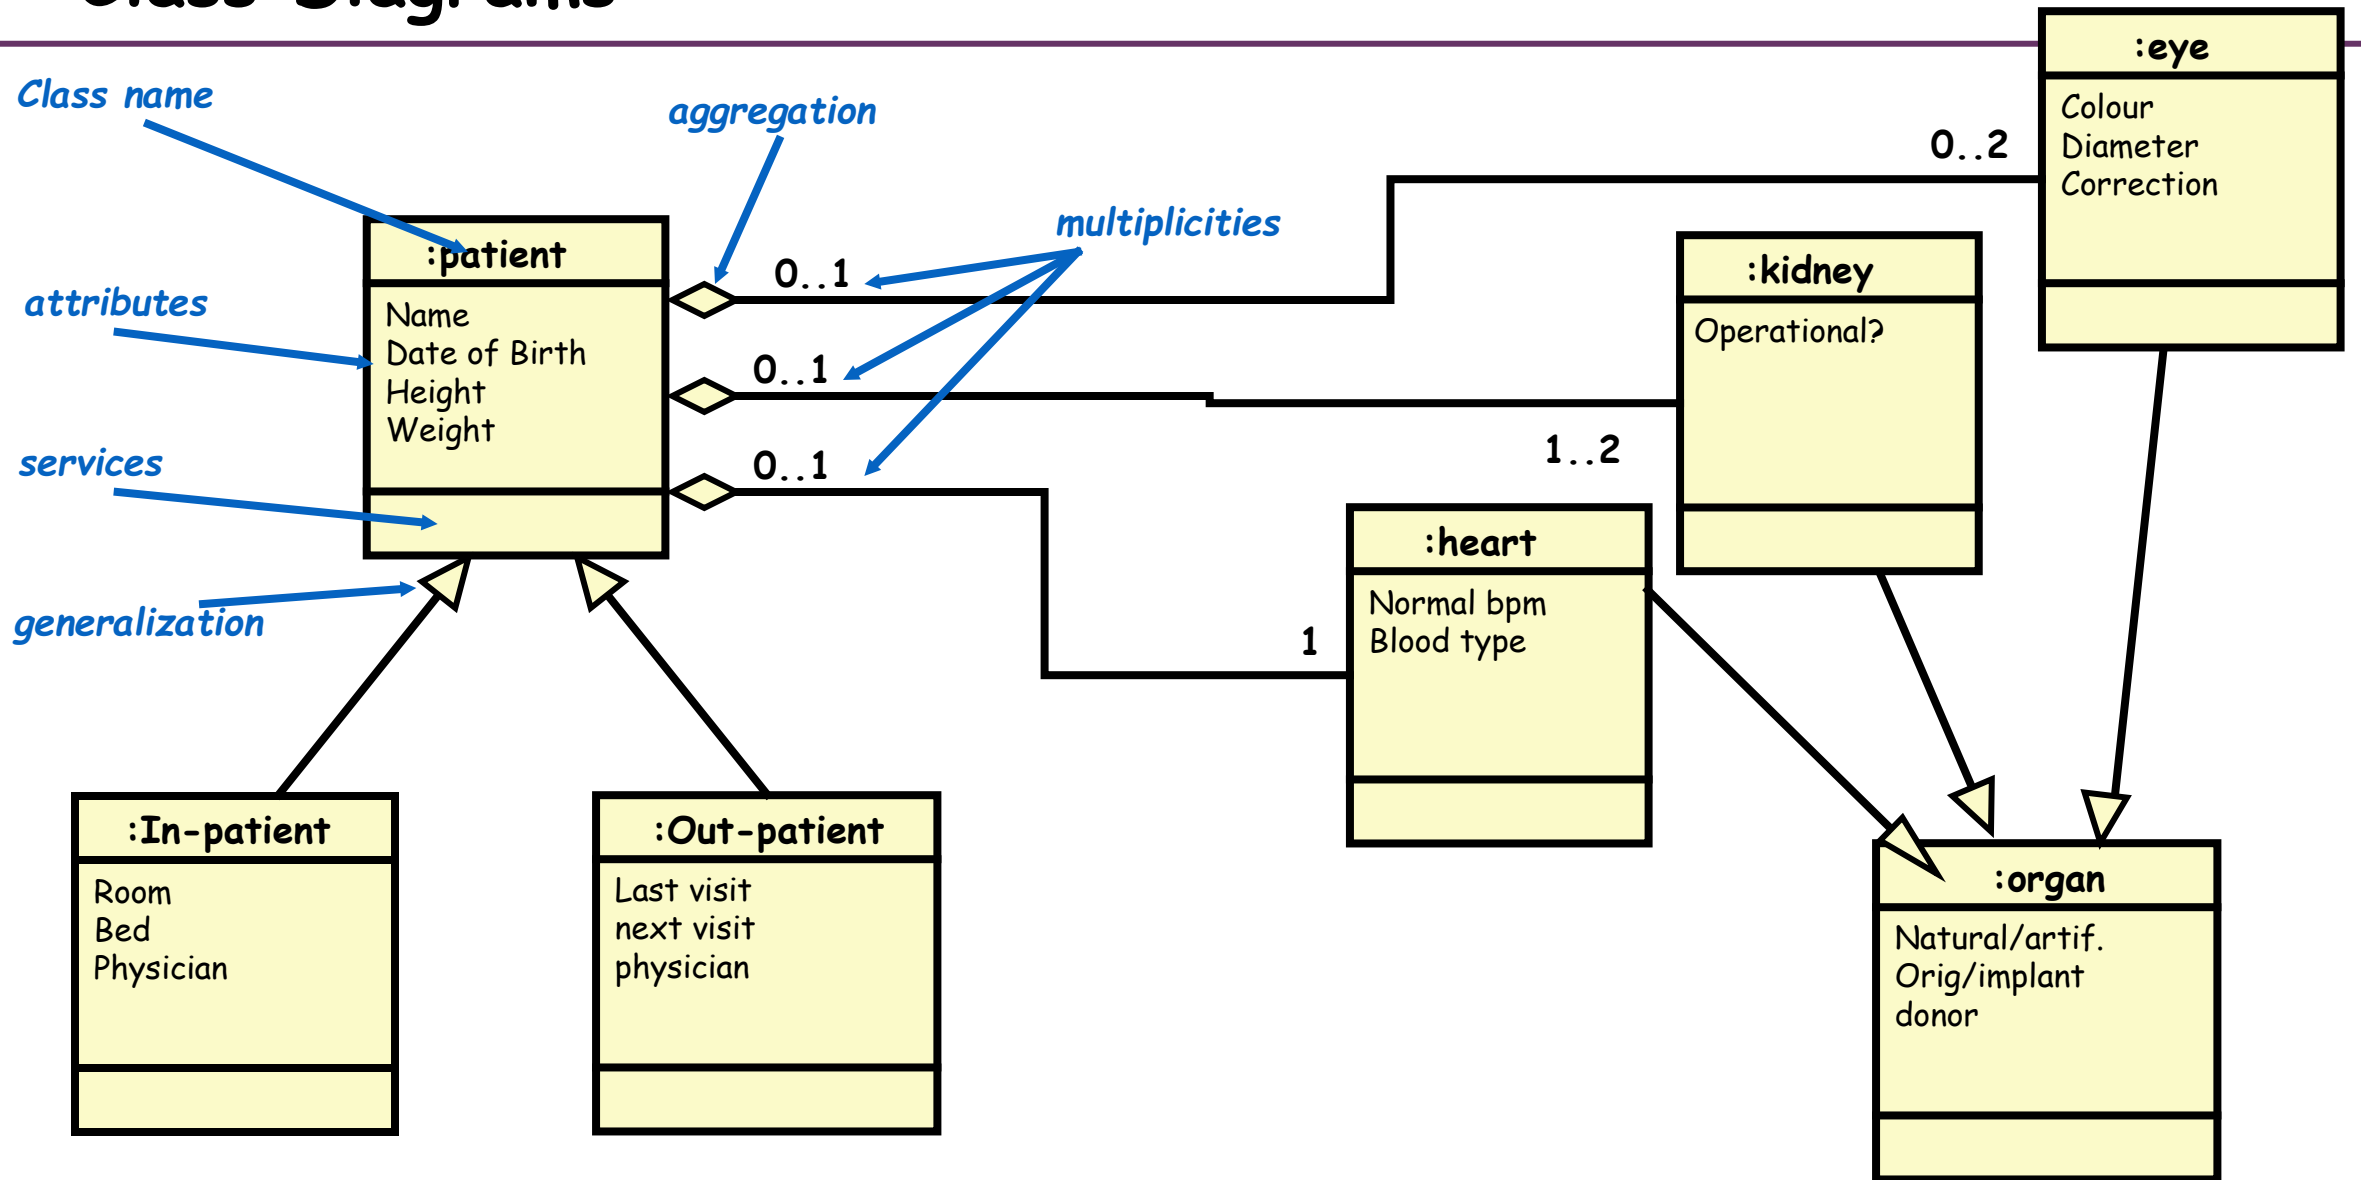 Class Diagrams
:eye
Colour
Diameter
Correction
Class name
aggregation
0..2
multiplicities
:patient
Name
Date of Birth
Height
Weight
0..1
0..1
0..1
:kidney
Operational?
attributes
services
1..2
generalization
:heart
Normal bpm
Blood type
1
:In-patient
Room
Bed
Physician
:Out-patient
Last visit
next visit
physician
:organ
Natural/artif.
Orig/implant
donor